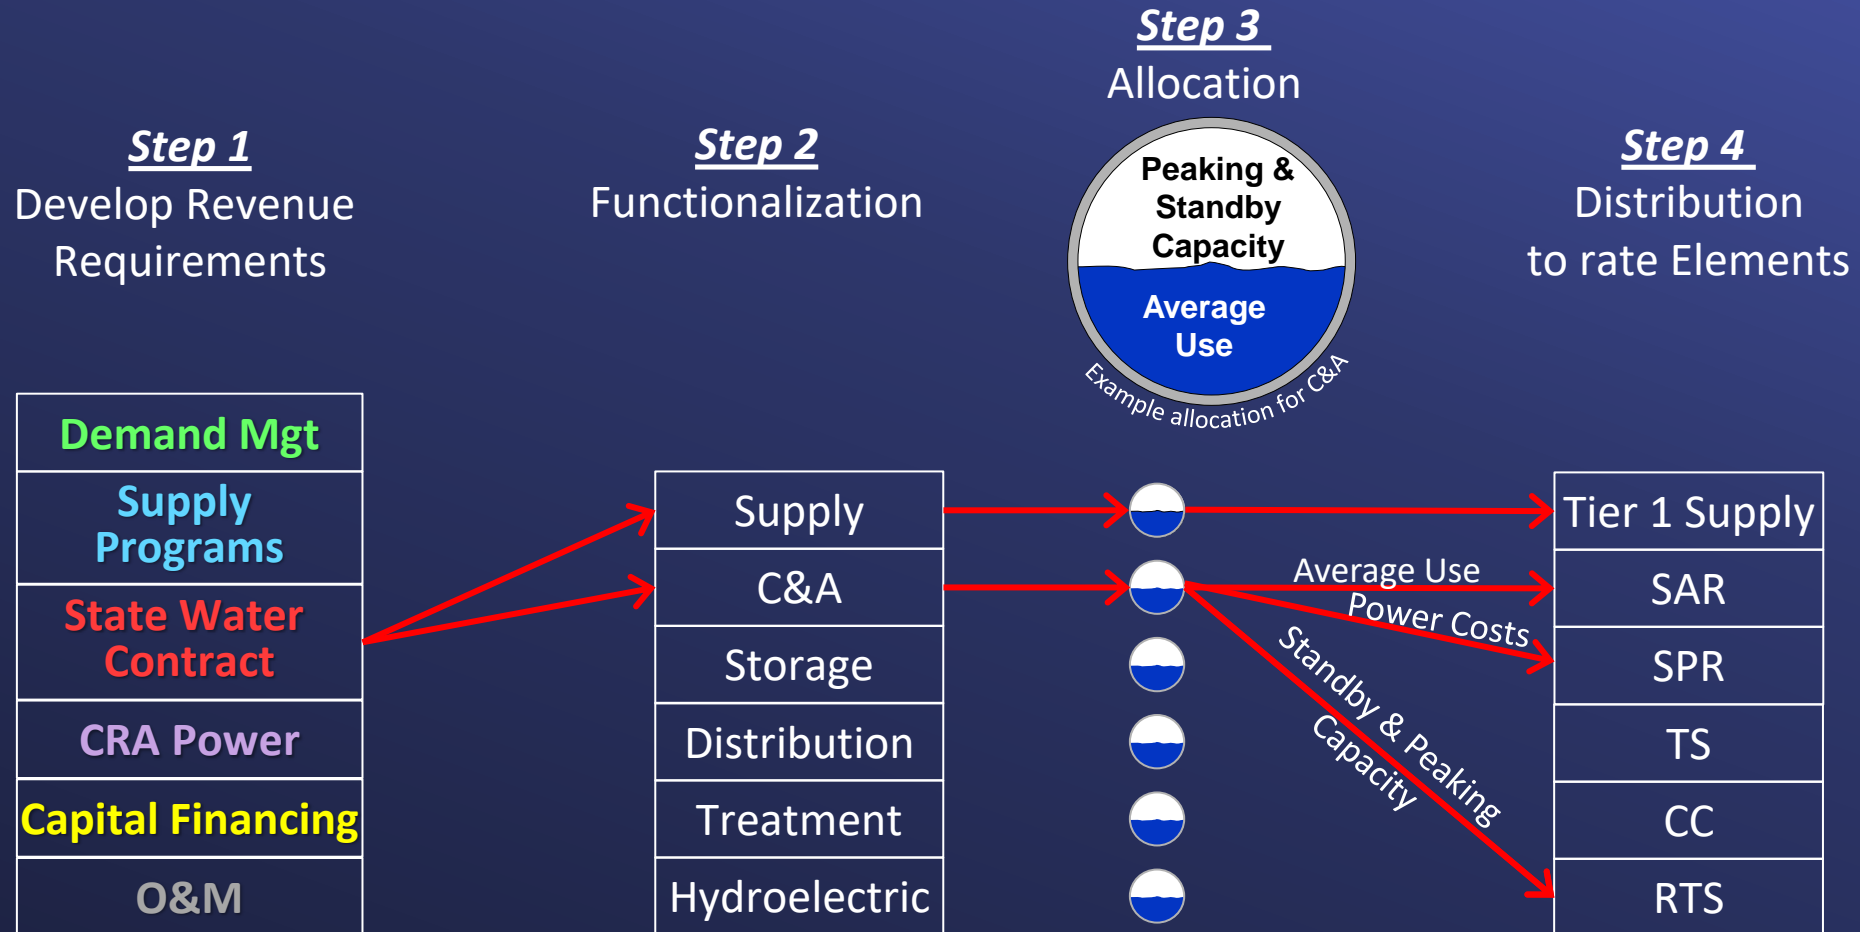 Step 1
Develop Revenue
Requirements
Demand Mgt
Supply
Programs
State Water
Contract
CRA Power
Capital Financing
O&M
Step 2
Functionalization
Supply
C&A
Storage
Distribution
Treatment
Hydroelectric
Step 3
Allocation
Peaking &
Standby
Capacity
Average
Use
Example allocation for C&A
Average Use
Power Costs
Standby & Peaking
Capacity
Step 4
Distribution
to rate Elements
Tier 1 Supply
SAR
SPR
TS
CC
RTS